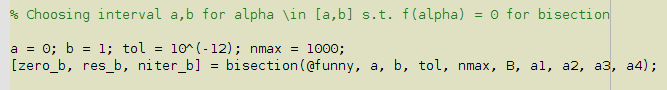 % Choosing interval a,b for alpha \in [a,b] s.t. f(alpha) = 0 for bisection
a = 0; b = 1; tol = 10^(-12); nmax = 1000;
[zero_b, res_b, niter_b] = bisection(@funny, a, b, tol, nmax, B, a1, a2, a3, a4);